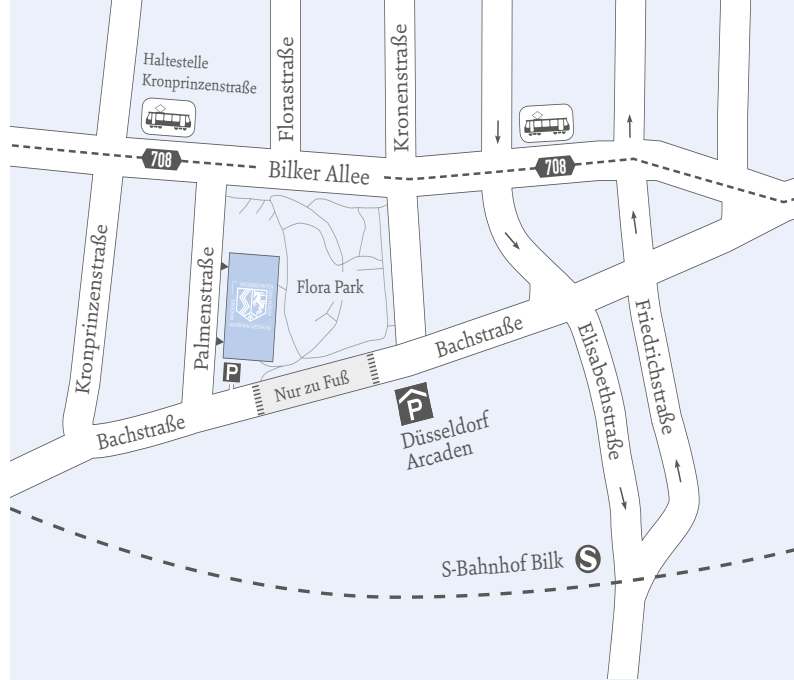 Haltestelle
Kronprinzenstraße
Florastraße
Kronenstraße
708
Bilker Allee
708
Kronprinzenstraße
Palmenstraße
Flora Park
P
Nur zu Fuß
Bachstraße
Bachstraße
Elisabethstraße
Friedrichstraße
P
Düsseldorf
Arcaden
S-Bahnhof Bilk
S